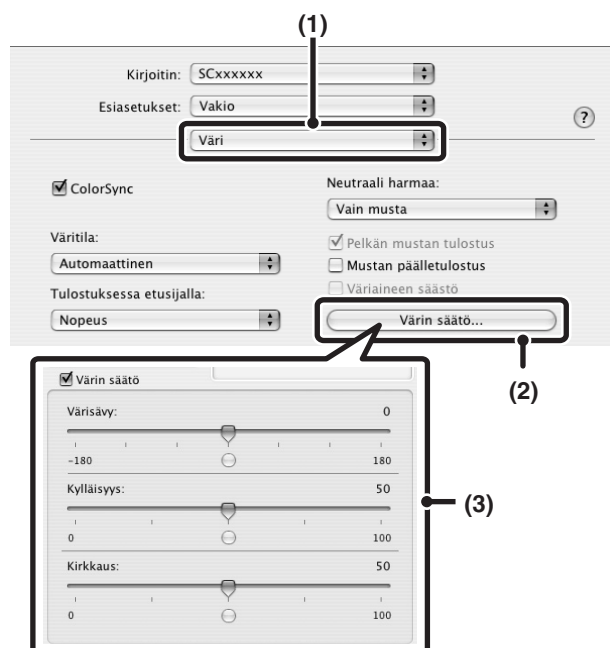 (1)
Kirjoitin: SCxxxxxx
Esiasetukset: Vakio
?
Väri
ColorSync
Neutraali harmaa:
Vain musta
Väritila:
Automaattinen
Pelkän mustan tulostus
Mustan päälletulostus
Tulostuksessa etusijalla:
Väriaineen säästö
Nopeus
Värin säätö...
(2)
Värin säätö
Värisävy: 0
-180 180
Kylläisyys: 50
(3)
0 100
Kirkkaus: 50
0 100